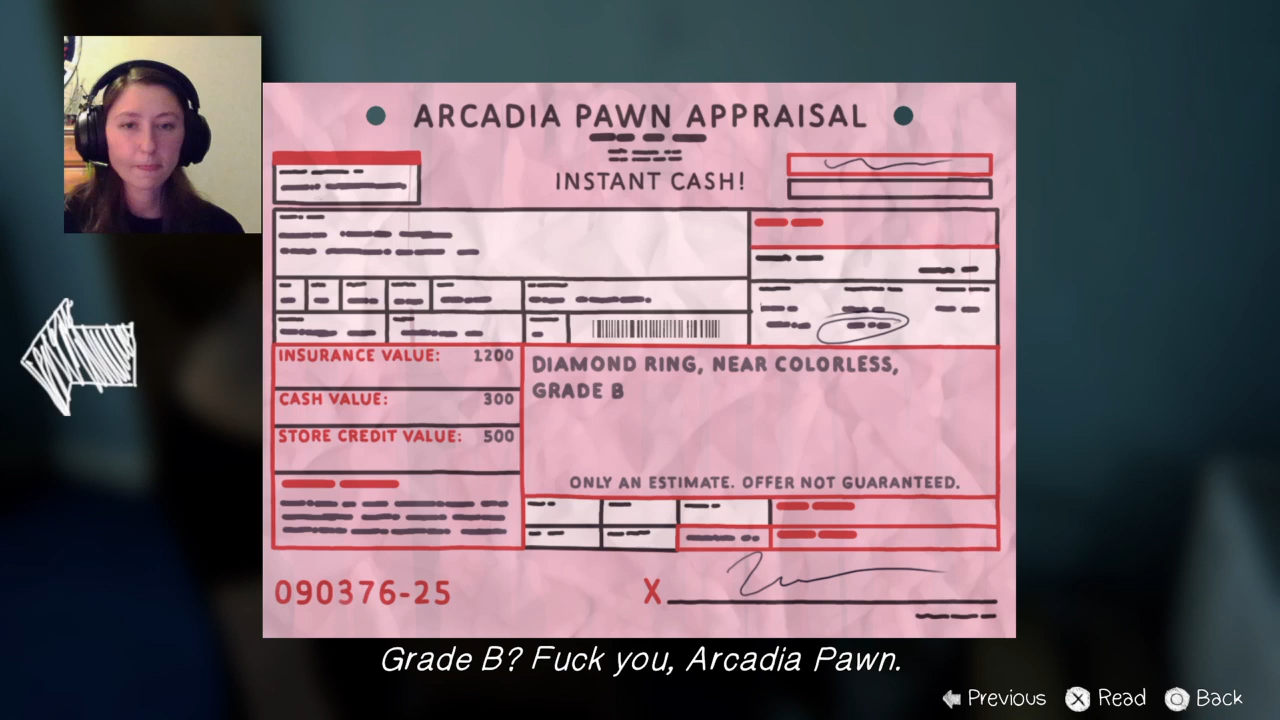 ARCADIA PAWN APPRAISAL
INSTANT CASH!
INSURANCE VALUE: 1200
CASH VALUE: 300
STORE CREDIT VALUE: 500
DIAMOND RING, NEAR COLORLESS,
GRADE B
ONLY AN ESTIMATE. OFFER NOT GUARANTEED.
090376-25
X
Grade B? Fuck you, Arcadia Pawn.
Previous X Read Back